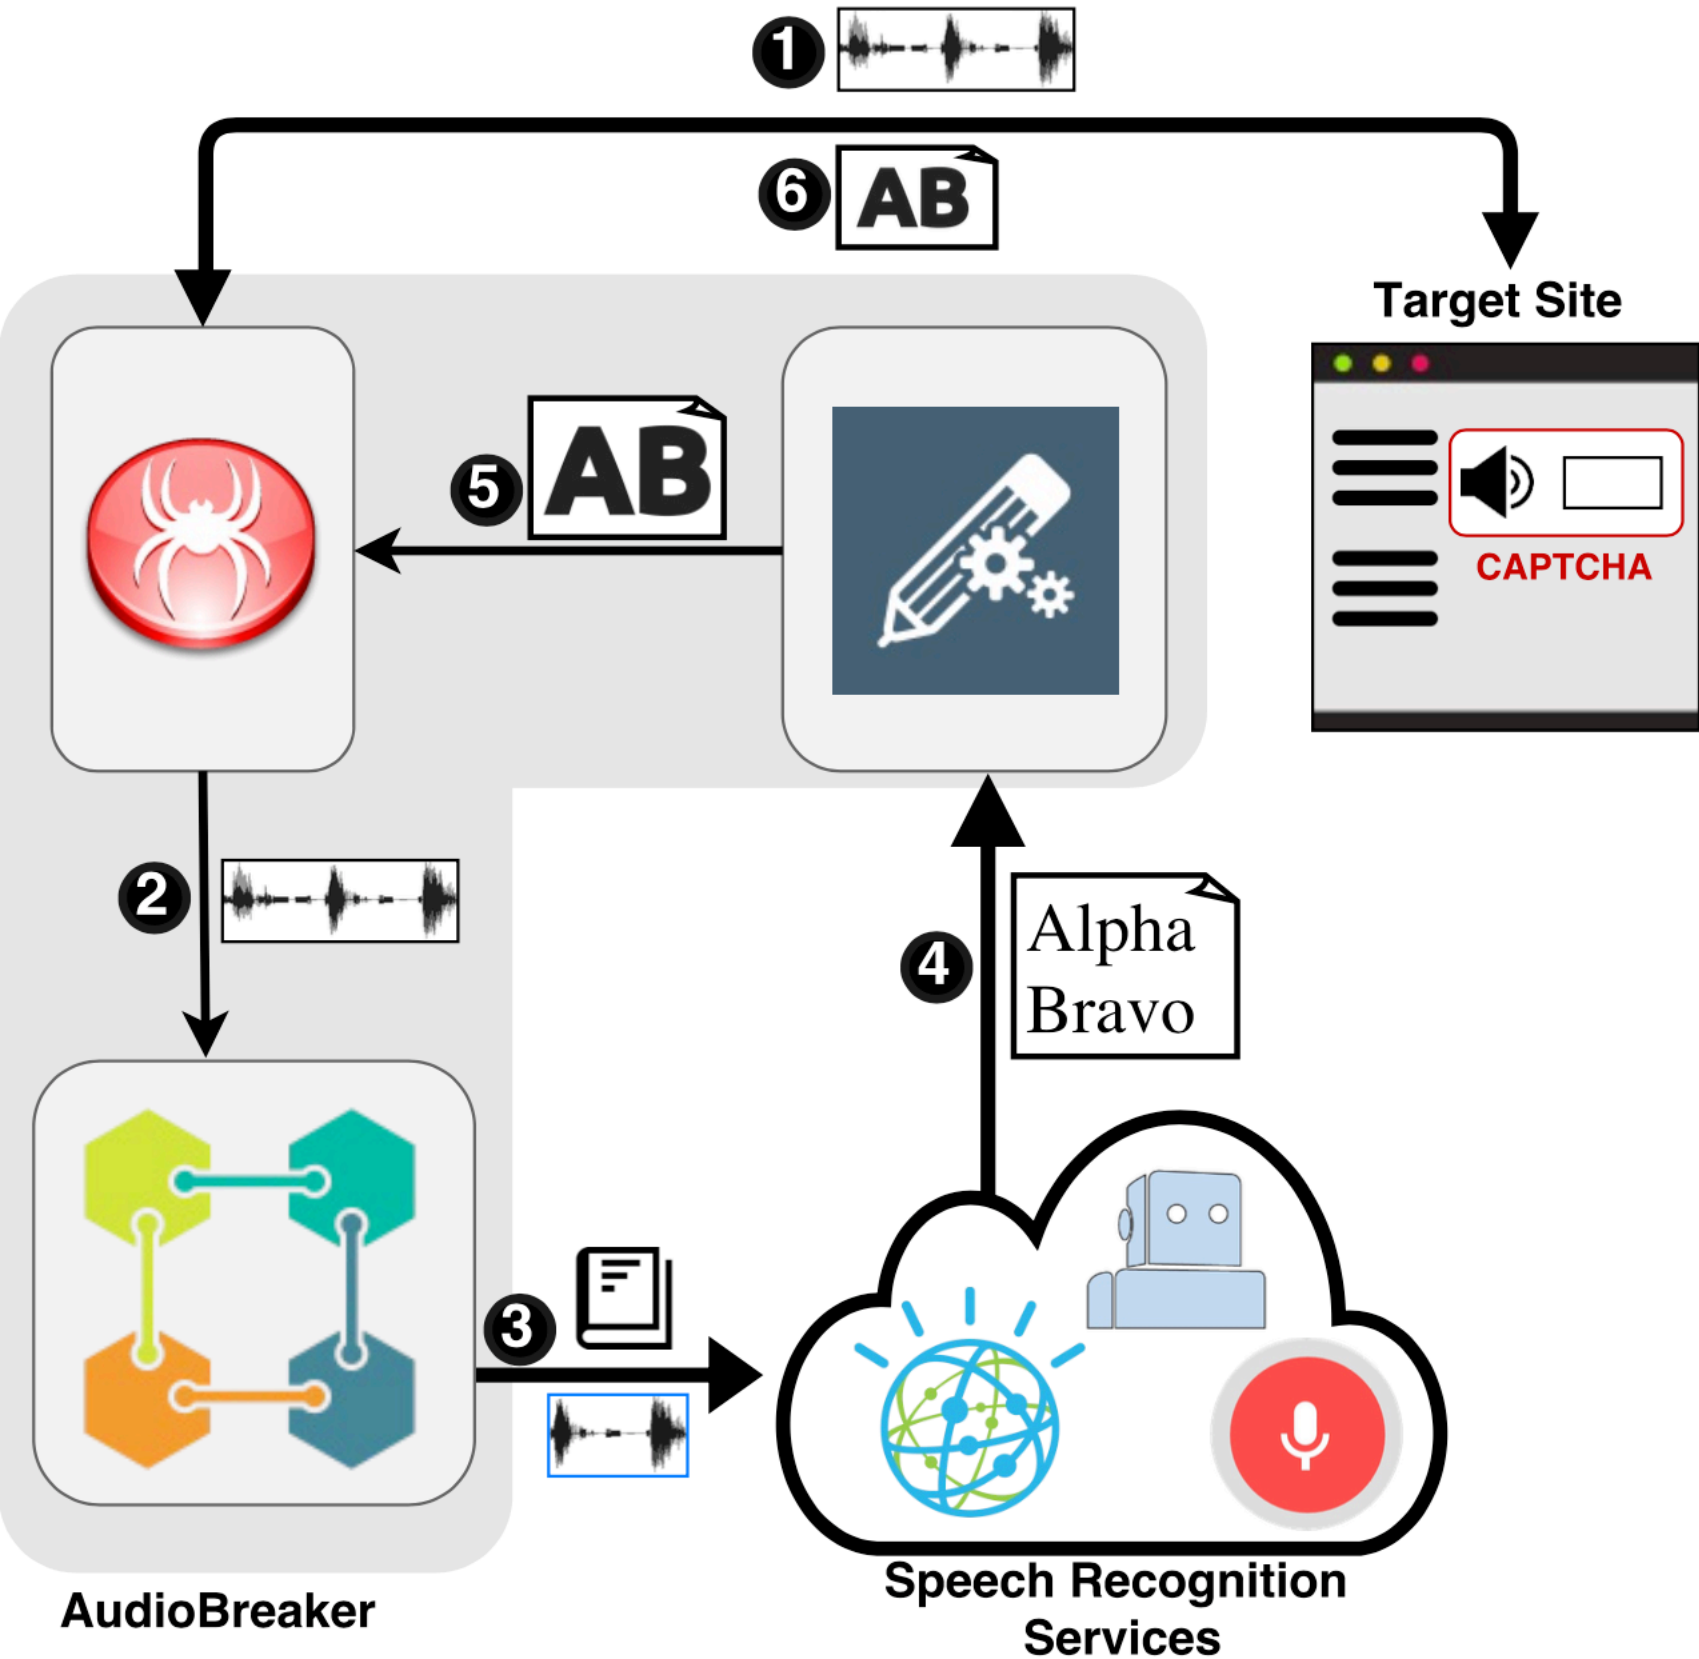 1
6
AB
Target Site
5
AB
CAPTCHA
2
4
Alpha
Bravo
3
AudioBreaker
Speech Recognition
Services